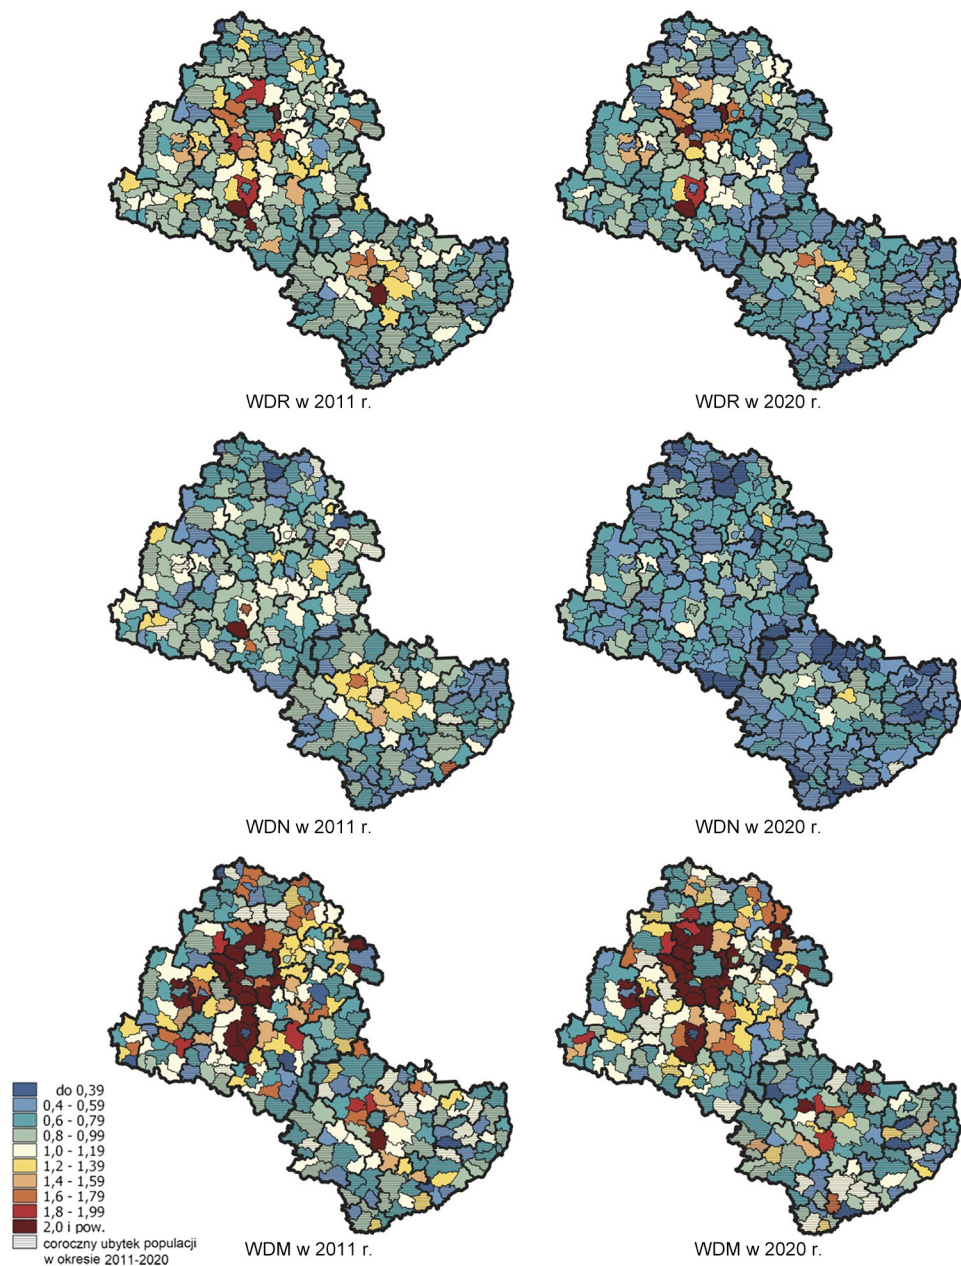 WDR w 2011 r.
WDR w 2020 r.
WDN w 2011 r.
WDN w 2020 r.
do 0,39
0,4 - 0,59
0,6 - 0,79
0,8 - 0,99
1,0 - 1,19
1,2 - 1,39
1,4 - 1,59
1,6 - 1,79
1,8 - 1,99
2,0 i pow.
coroczny ubytek populacji
w okresie 2011-2020
WDM w 2011 r.
WDM w 2020 r.